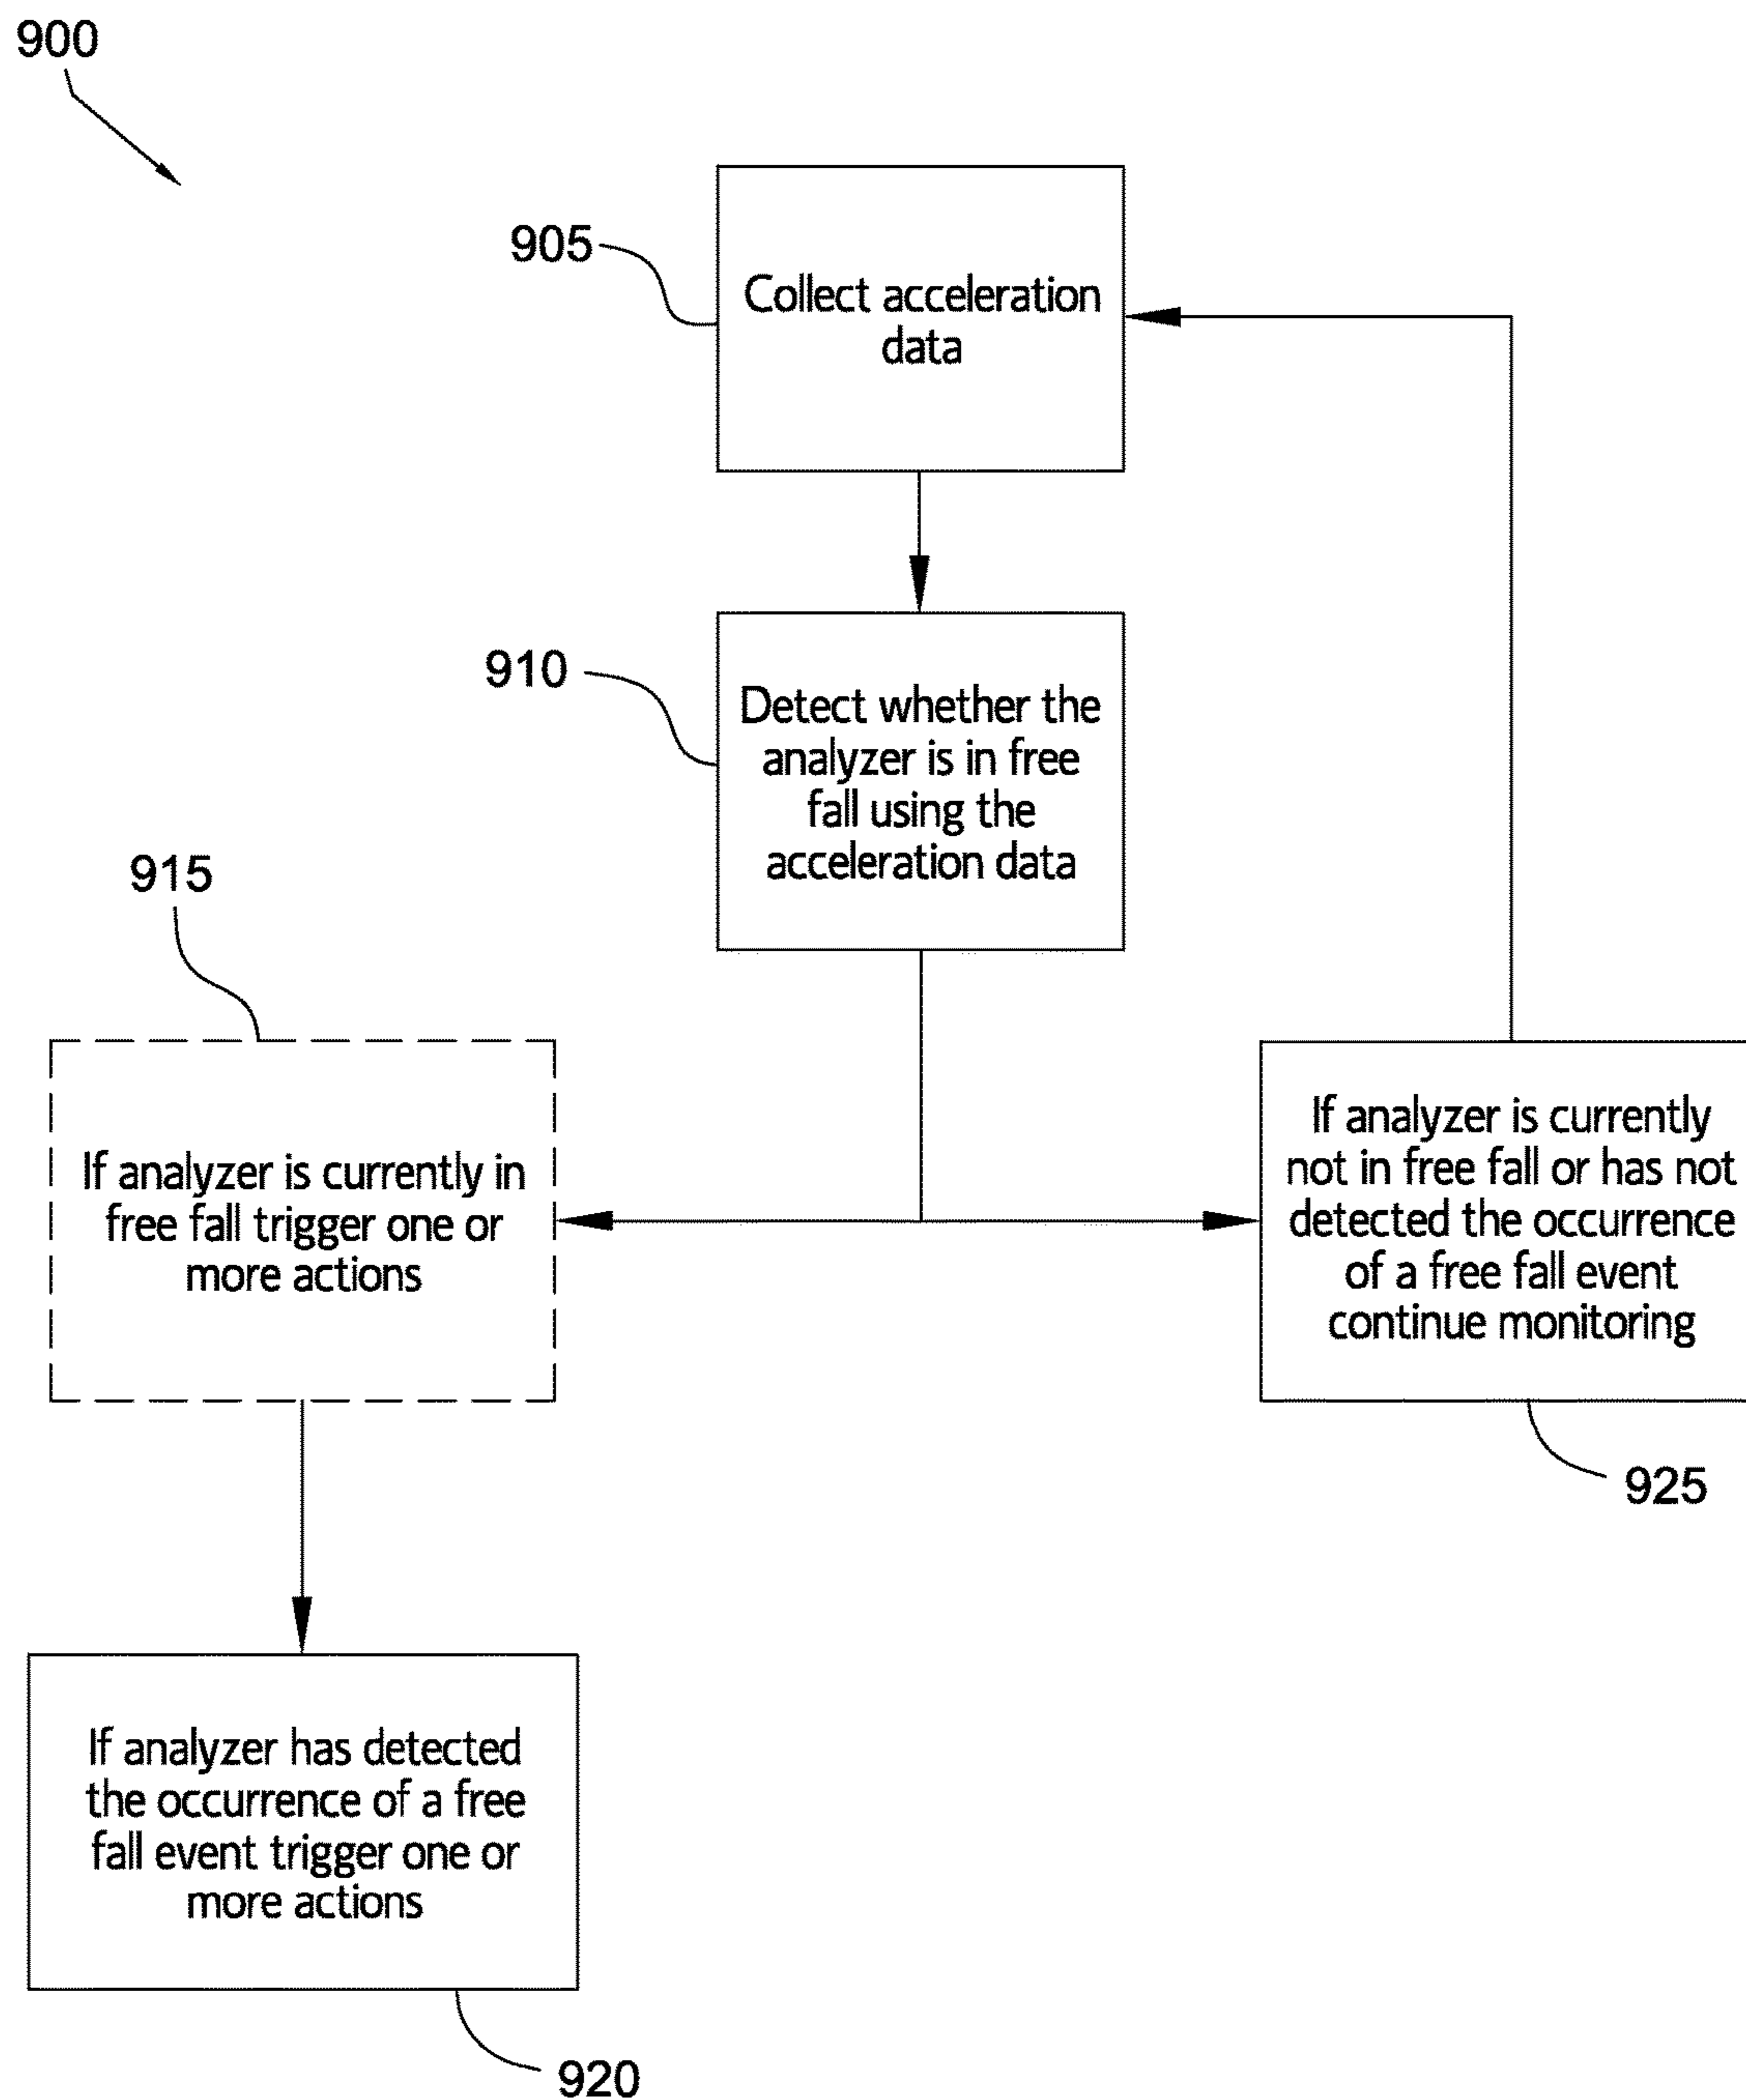 900
905
Collect acceleration
data
910
Detect whether the
analyzer is in free
fall using the
acceleration data
915
If analyzer is currently in
free fall trigger one or
more actions
If analyzer is currently
not in free fall or has not
detected the occurrence
of a free fall event
continue monitoring
925
If analyzer has detected
the occurrence of a free
fall event trigger one or
more actions
920